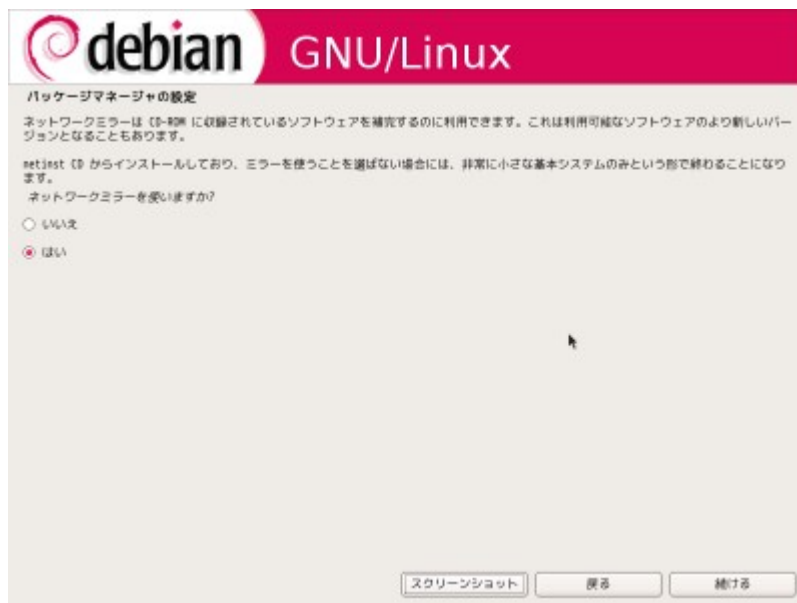 debian GNU/Linux
パッケージマネージャの設定
ネットワークミラーは CD-ROM に収録されているソフトウェアを補完するのに利用できます。これは利用可能なソフトウェアのより新しいバー
ジョンとなることもあります。
netinst CD からインストールしており、ミラーを使うことを選ばない場合には、非常に小さな基本システムのみという形で終わることになり
ます。
ネットワークミラーを使いますか?
いいえ
はい
スクリーンショット 戻る 続ける